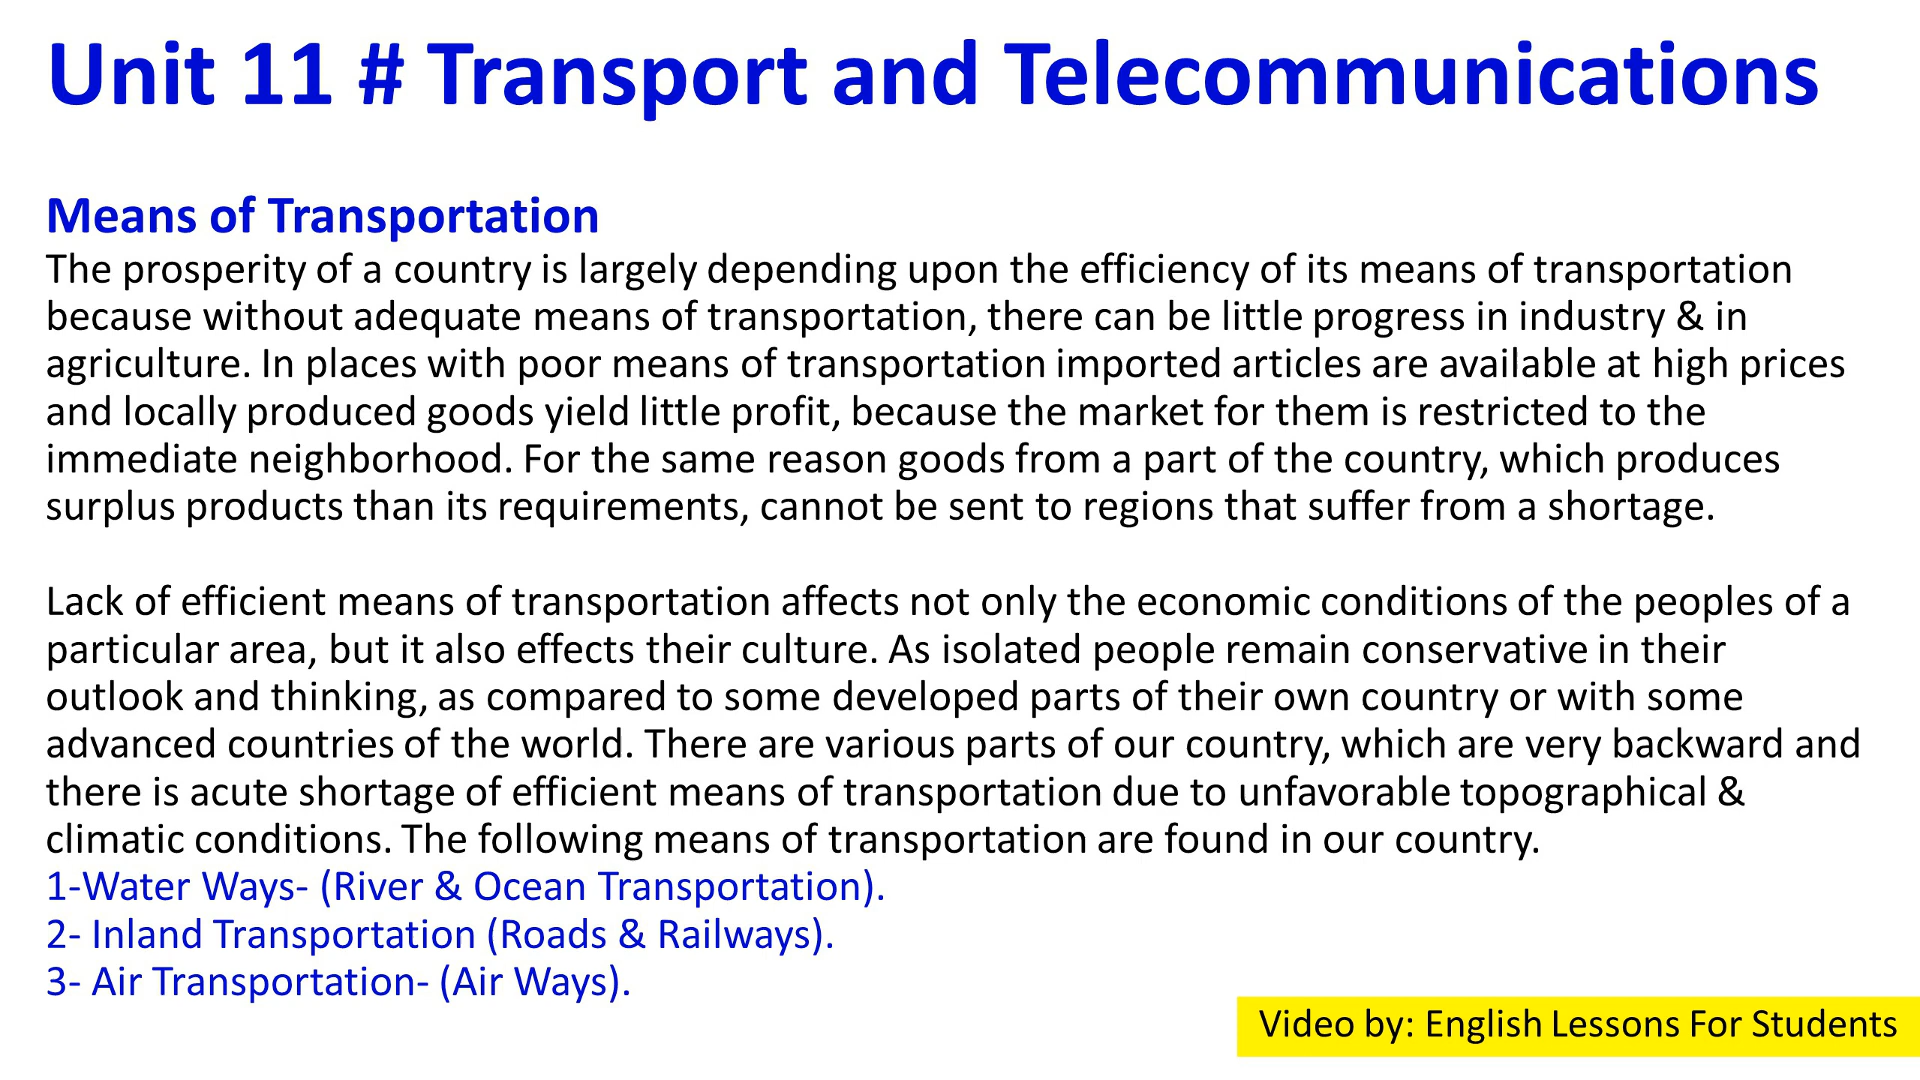 Unit 11 # Transport and Telecommunications
Means of Transportation
The prosperity of a country is largely depending upon the efficiency of its means of transportation
because without adequate means of transportation, there can be little progress in industry & in
agriculture. In places with poor means of transportation imported articles are available at high prices
and locally produced goods yield little profit, because the market for them is restricted to the
immediate neighborhood. For the same reason goods from a part of the country, which produces
surplus products than its requirements, cannot be sent to regions that suffer from a shortage.
Lack of efficient means of transportation affects not only the economic conditions of the peoples of a
particular area, but it also effects their culture. As isolated people remain conservative in their
outlook and thinking, as compared to some developed parts of their own country or with some
advanced countries of the world. There are various parts of our country, which are very backward and
there is acute shortage of efficient means of transportation due to unfavorable topographical &
climatic conditions. The following means of transportation are found in our country.
1-Water Ways- (River & Ocean Transportation).
2- Inland Transportation (Roads & Railways).
3- Air Transportation- (Air Ways).
Video by: English Lessons For Students